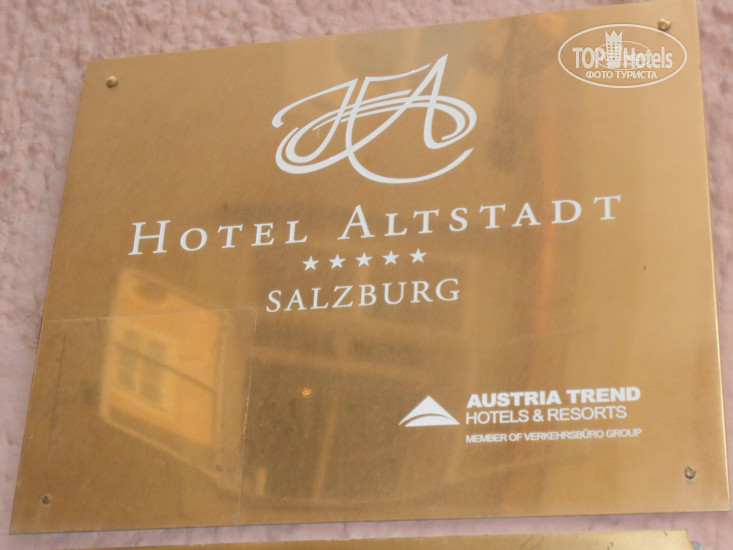 TOP Hotels
ФОТО ТУРИСТА
HA
HOTEL ALTSTADT
★★★★★
SALZBURG
AUSTRIA TREND
HOTELS & RESORTS
MEMBER OF VERKEHRSBÜRO GROUP